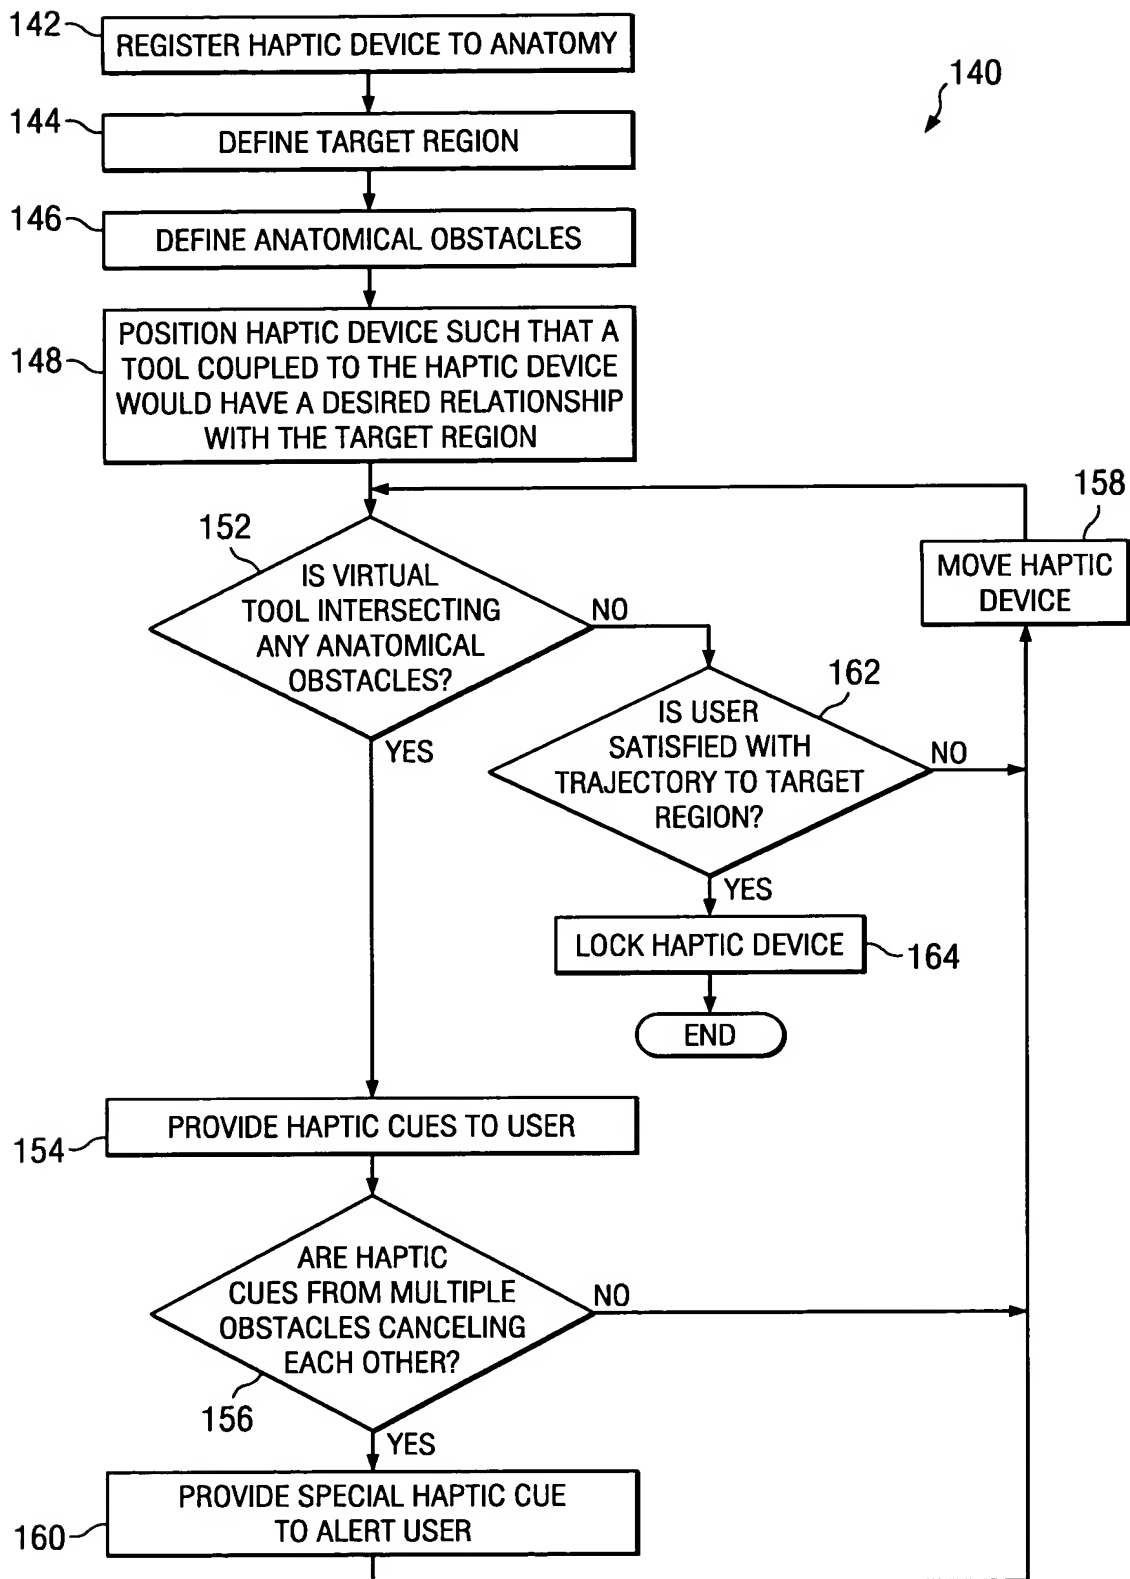 142
REGISTER HAPTIC DEVICE TO ANATOMY
140
144
DEFINE TARGET REGION
146
DEFINE ANATOMICAL OBSTACLES
148
POSITION HAPTIC DEVICE SUCH THAT A
TOOL COUPLED TO THE HAPTIC DEVICE
WOULD HAVE A DESIRED RELATIONSHIP
WITH THE TARGET REGION
158
MOVE HAPTIC
DEVICE
152
IS VIRTUAL
TOOL INTERSECTING
ANY ANATOMICAL
OBSTACLES?
NO
YES
162
IS USER
SATISFIED WITH
TRAJECTORY TO TARGET
REGION?
NO
YES
LOCK HAPTIC DEVICE
164
END
154
PROVIDE HAPTIC CUES TO USER
ARE HAPTIC
CUES FROM MULTIPLE
OBSTACLES CANCELING
EACH OTHER?
NO
156
YES
PROVIDE SPECIAL HAPTIC CUE
TO ALERT USER
160